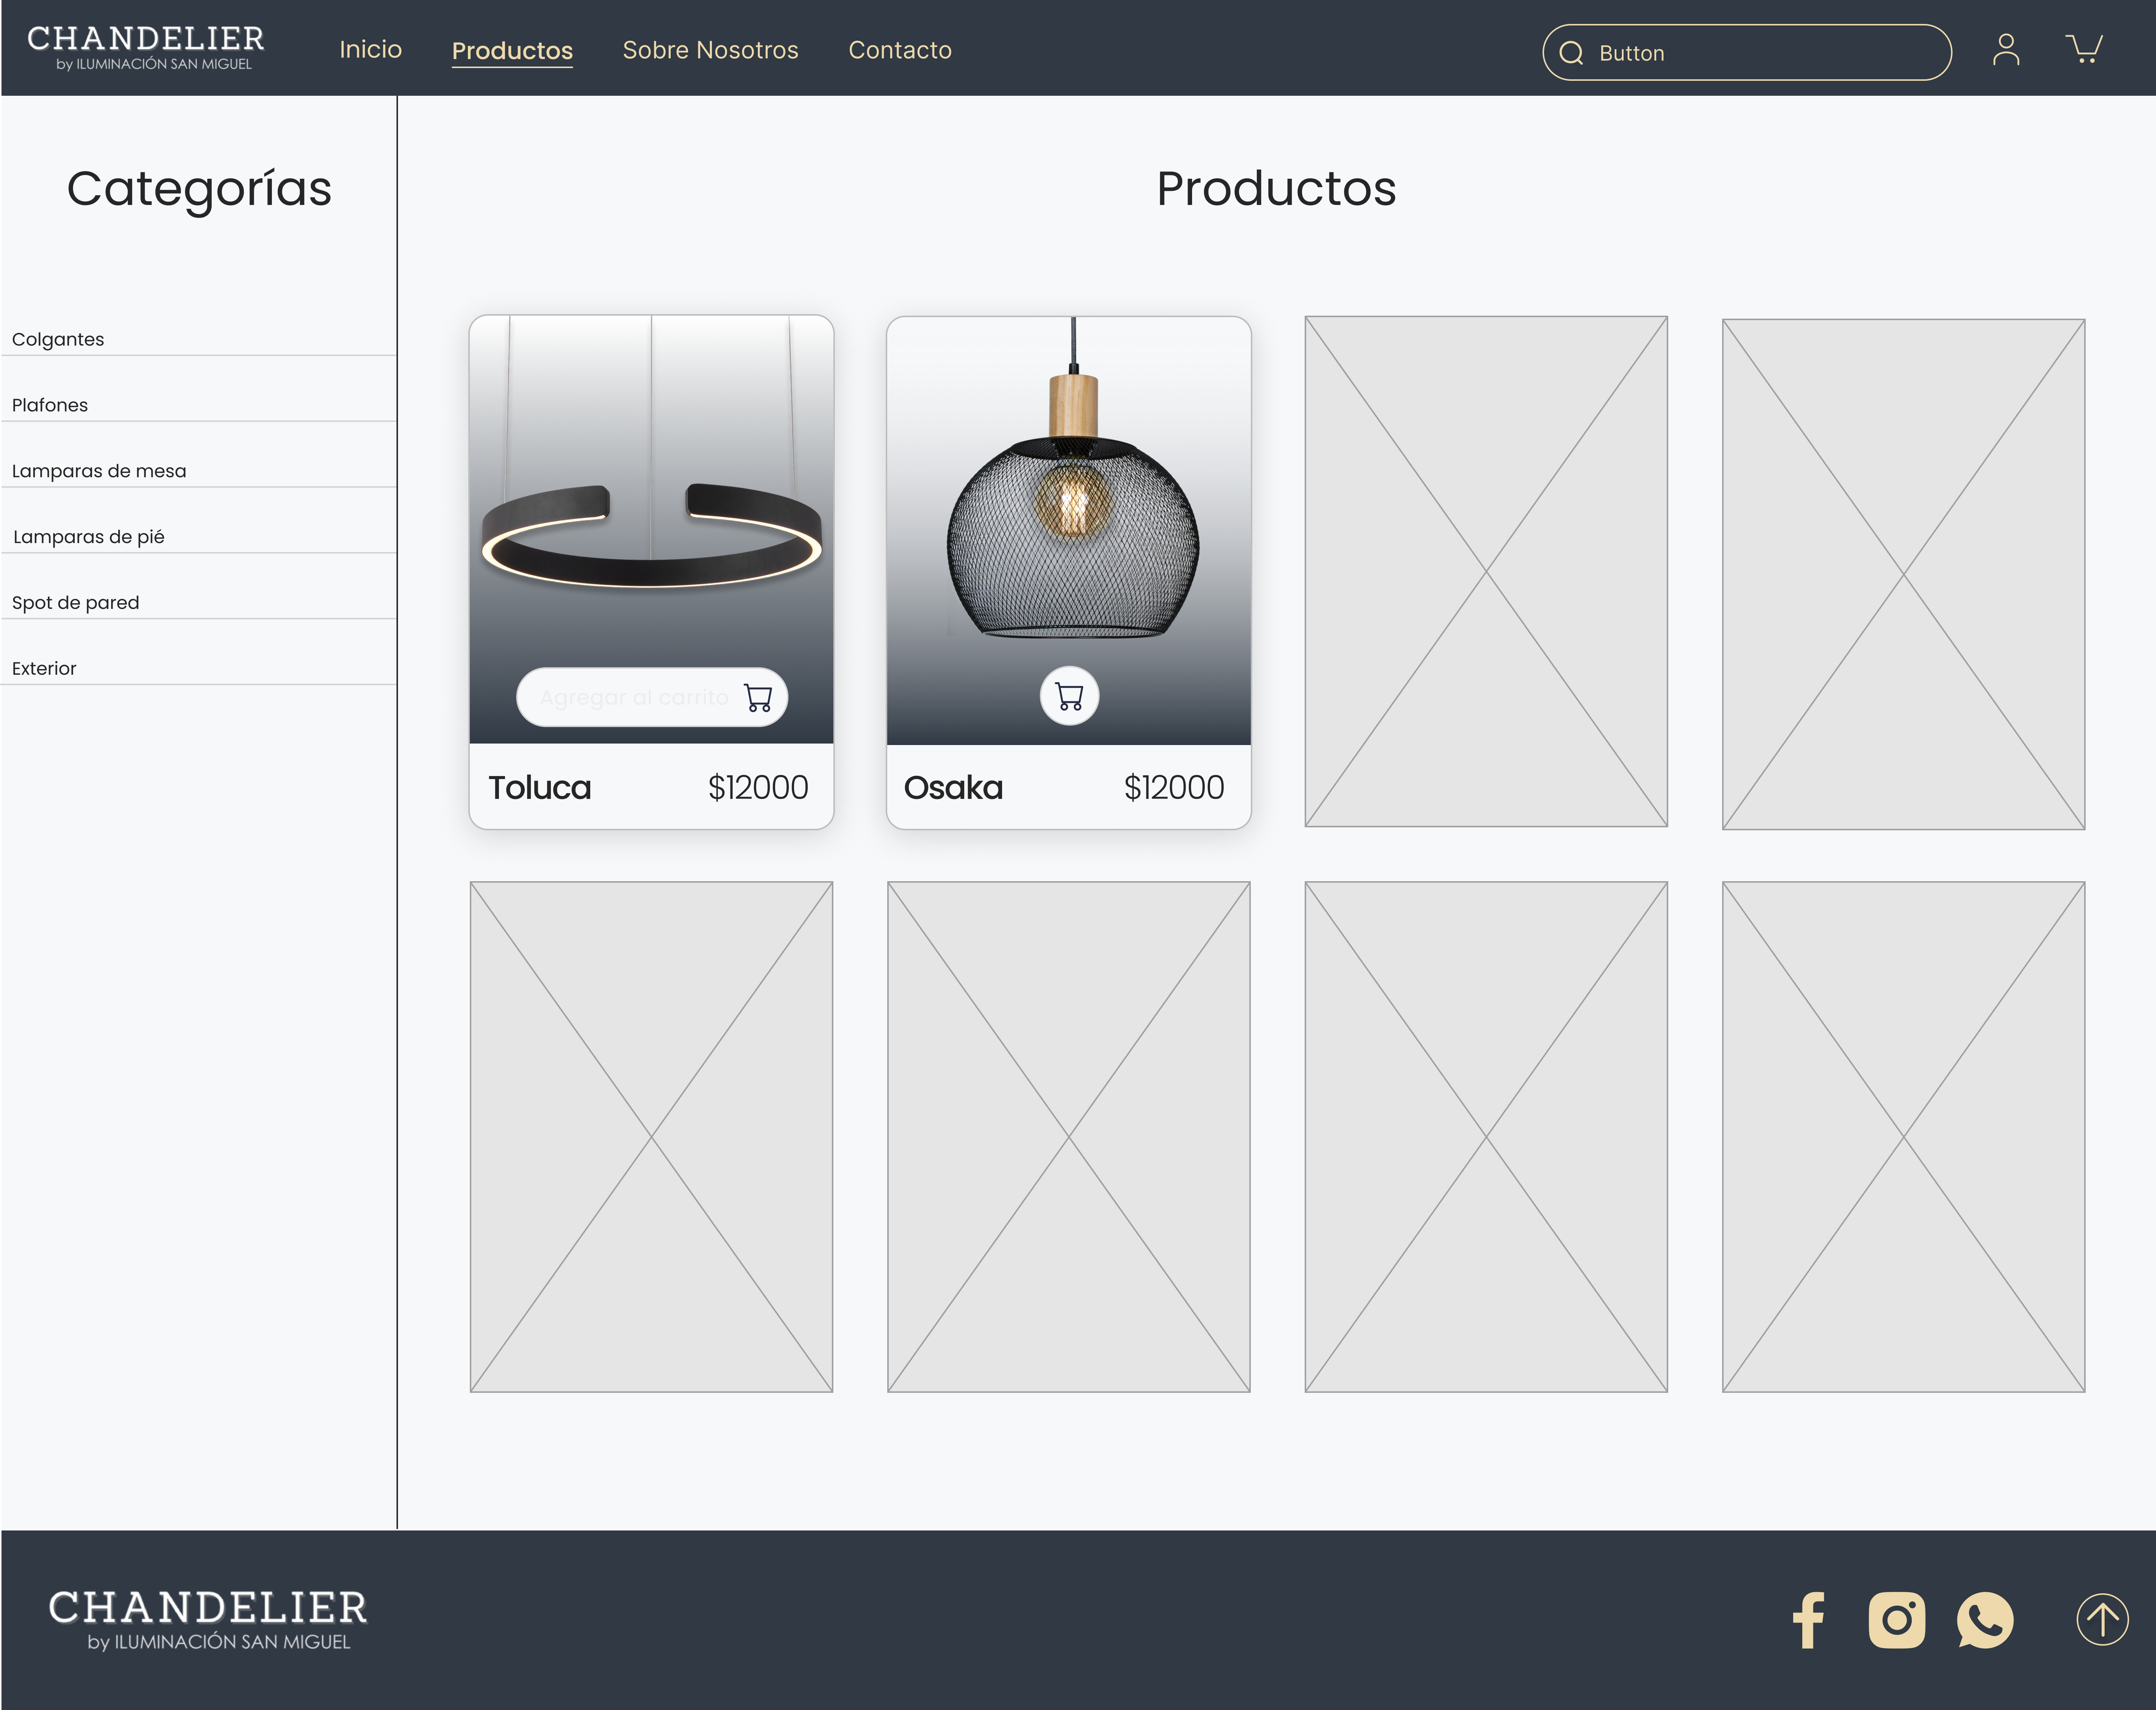 CHANDELIER
by ILUMINACIÓN SAN MIGUEL
Inicio
Productos
Sobre Nosotros
Contacto
Button
Categorías
Colgantes
Plafones
Lamparas de mesa
Lamparas de pié
Spot de pared
Exterior
Productos
Agregar al carrito
Toluca
$12000
Osaka
$12000
CHANDELIER
by ILUMINACIÓN SAN MIGUEL